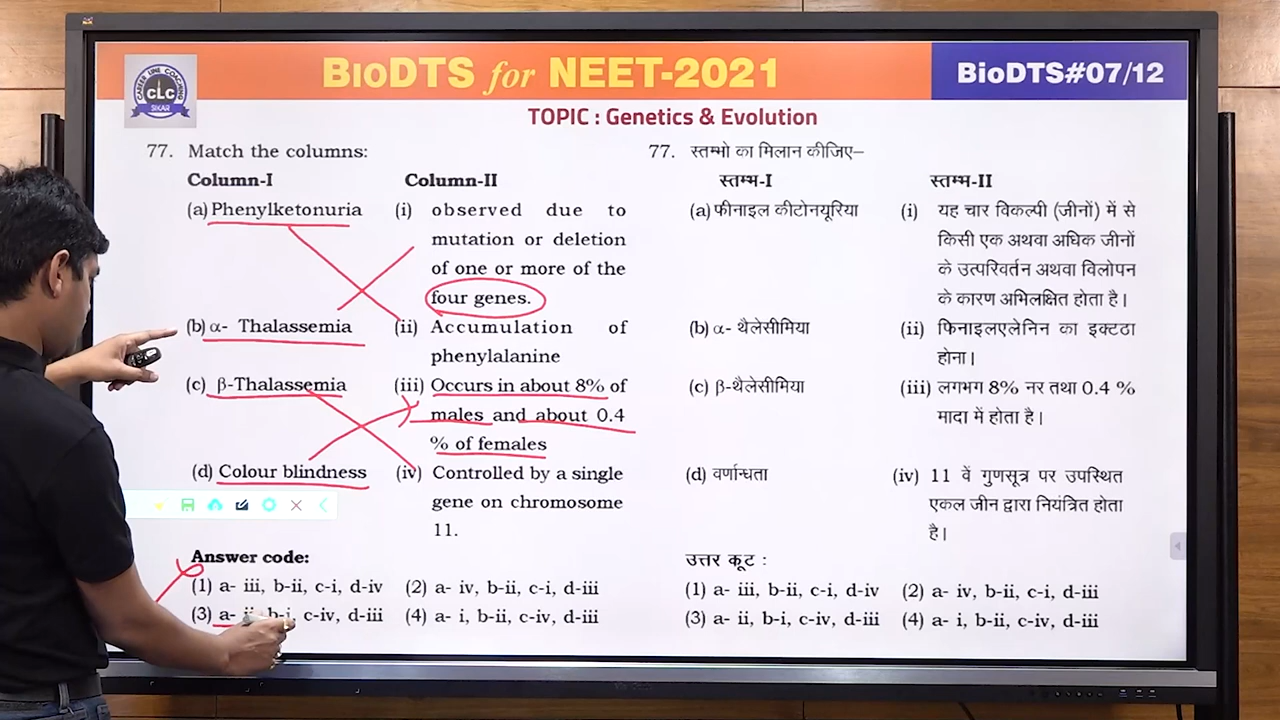 BIODTS for NEET-2021
BioDTS#07/12
CAREER LINE COACHING
CLC
SIKAR
TOPIC : Genetics & Evolution
77. Match the columns:
Column-I Column-II
(a) Phenylketonuria (i) observed due to
mutation or deletion
of one or more of the
four genes.
(b) α- Thalassemia (ii) Accumulation of
phenylalanine
(c) β-Thalassemia (iii) Occurs in about 8% of
males and about 0.4
% of females
(d) Colour blindness (iv) Controlled by a single
gene on chromosome
11.
Answer code:
(1) a- iii, b-ii, c-i, d-iv (2) a- iv, b-ii, c-i, d-iii
(3) a- b-i, c-iv, d-iii (4) a- i, b-ii, c-iv, d-iii
77. स्तम्भो का मिलान कीजिए–
स्तम्भ-I स्तम्भ-II
(a) फीनाइल कीटोनयूरिया (i) यह चार विकल्पी (जीनों) में से
किसी एक अथवा अधिक जीनों
के उत्परिवर्तन अथवा विलोपन
के कारण अभिलक्षित होता है।
(b) α- थैलेसीमिया (ii) फिनाइलएलेनिन का इक्टठा
होना।
(c) β-थैलेसीमिया (iii) लगभग 8% नर तथा 0.4 %
मादा में होता है।
(d) वर्णान्धता (iv) 11 वें गुणसूत्र पर उपस्थित
एकल जीन द्वारा नियंत्रित होता
है।
उत्तर कूट :
(1) a- iii, b-ii, c-i, d-iv (2) a- iv, b-ii, c-i, d-iii
(3) a- ii, b-i, c-iv, d-iii (4) a- i, b-ii, c-iv, d-iii